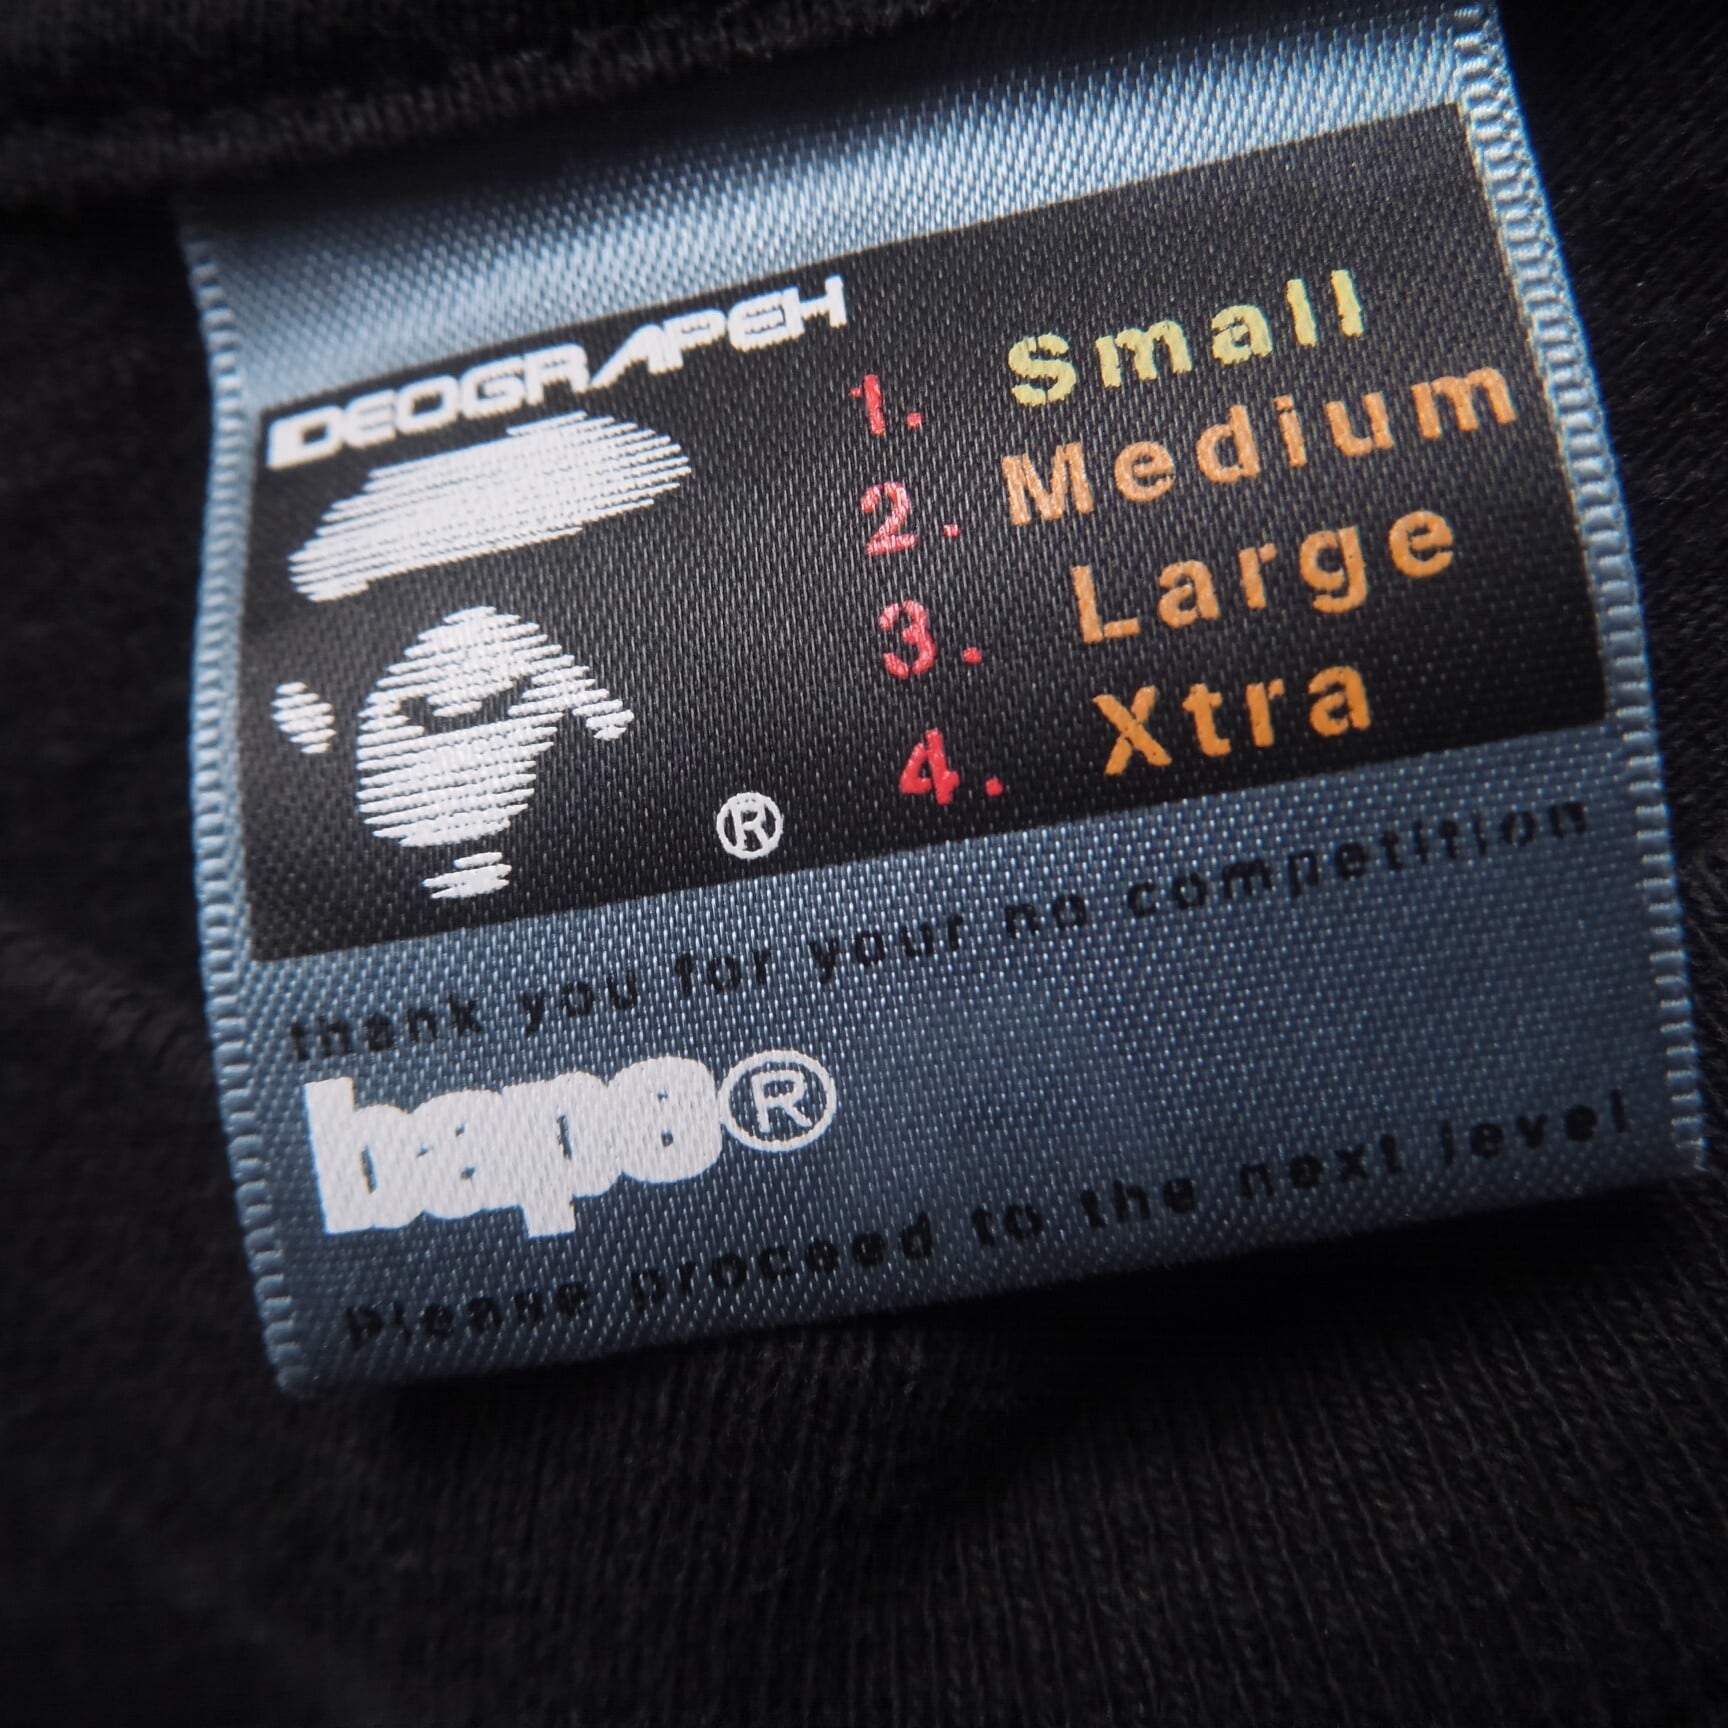 IDEOGRAPEH
1. Small
2. Medium
3. Large
4. Xtra
®
thank you for your no competition
bape®
Please proceed to the next level